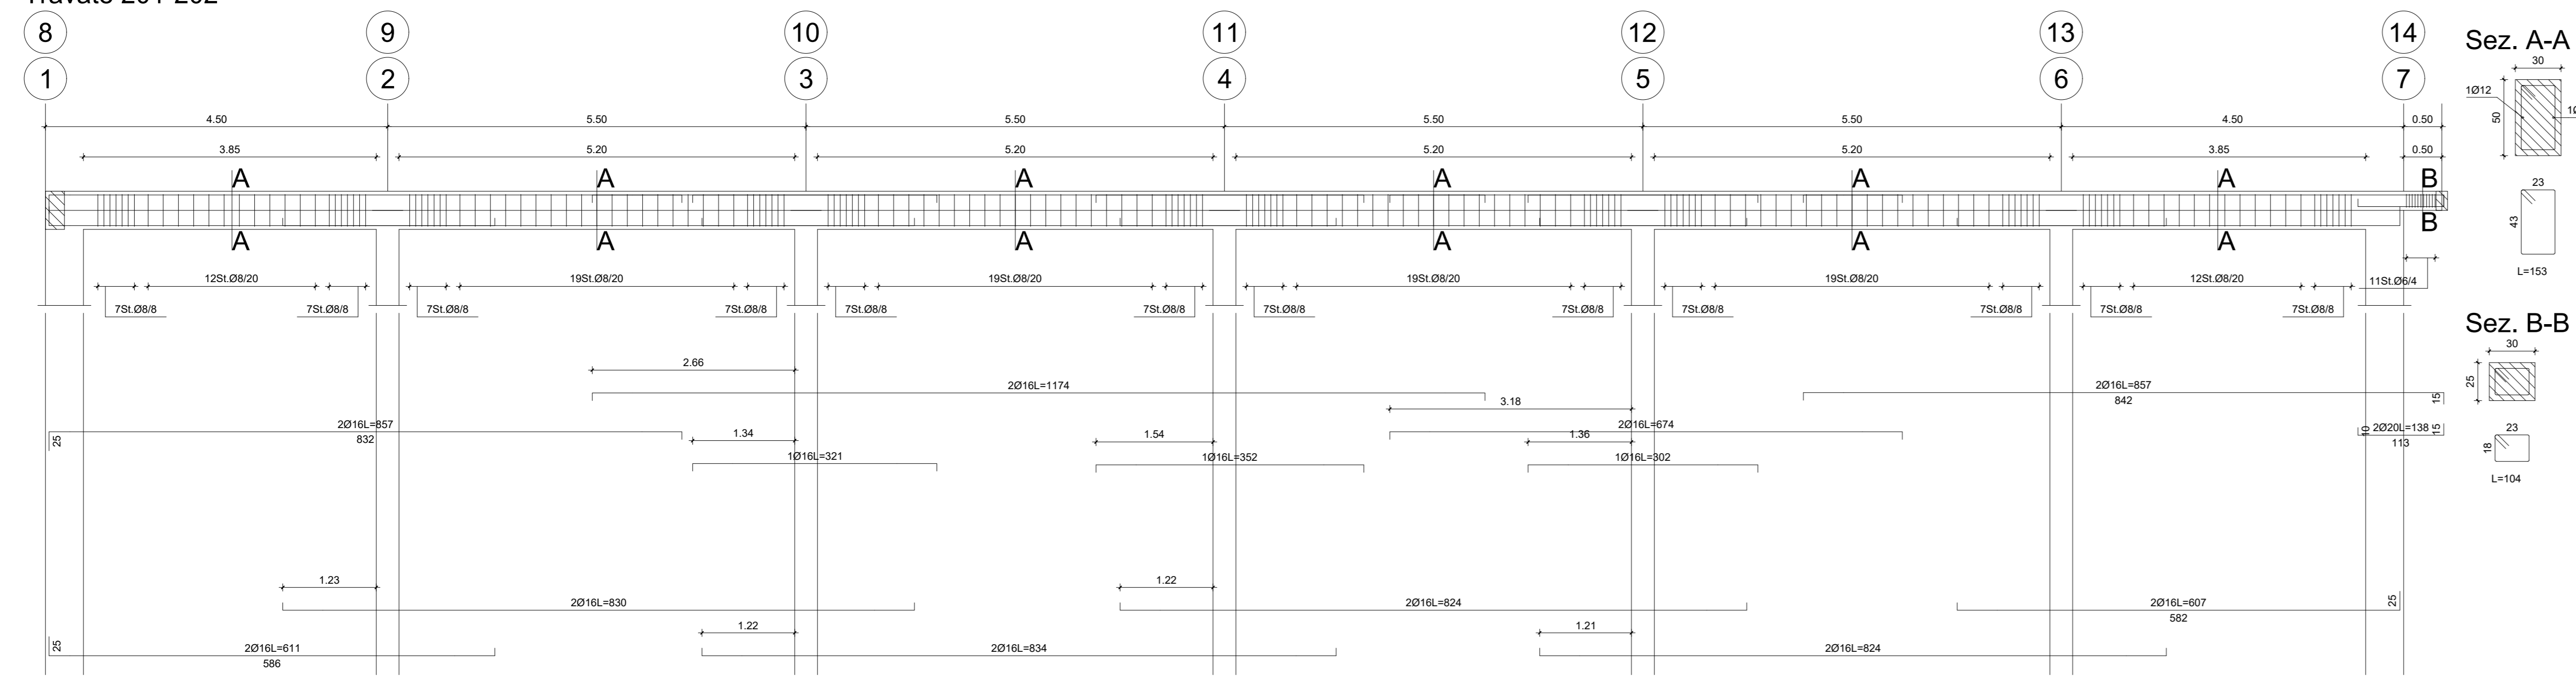 8 9 10 11 12 13 14
1 2 3 4 5 6 7
Sez. A-A
30
1Ø12
50
23
43
L=153
4.50 5.50 5.50 5.50 5.50 4.50 0.50
3.85 5.20 5.20 5.20 5.20 3.85 0.50
A A A A A A B
A A A A A A B
12St.Ø8/20 19St.Ø8/20 19St.Ø8/20 19St.Ø8/20 19St.Ø8/20 12St.Ø8/20 11St.Ø6/4
7St.Ø8/8 7St.Ø8/8 7St.Ø8/8 7St.Ø8/8 7St.Ø8/8 7St.Ø8/8 7St.Ø8/8 7St.Ø8/8 7St.Ø8/8 7St.Ø8/8 7St.Ø8/8 7St.Ø8/8
Sez. B-B
30
25
23
18
L=104
2.66
2Ø16L=1174 2Ø16L=857
842 15
3.18
25 2Ø16L=857
832
2Ø16L=674
10 2Ø20L=138 15
113
1.34 1.54 1.36
1Ø16L=321 1Ø16L=352 1Ø16L=302
1.23 1.22
2Ø16L=830 2Ø16L=824 2Ø16L=607 25
582
1.22 1.21
25 2Ø16L=611 2Ø16L=834 2Ø16L=824
586